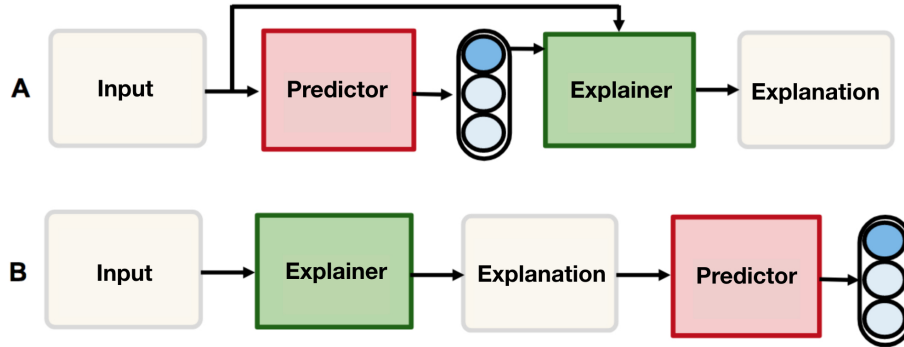 A
Input
Predictor
Explainer
Explanation
B
Input
Explainer
Explanation
Predictor